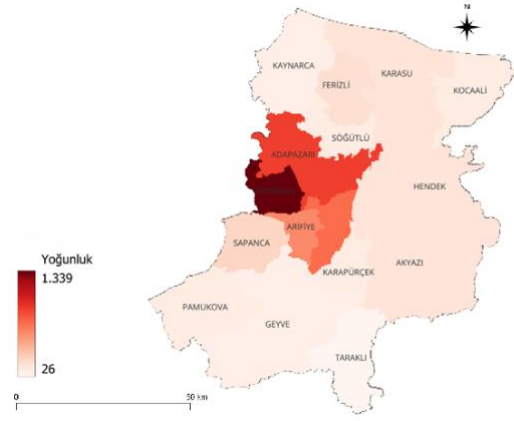 N
KAYNARCA
KARASU
FERİZLİ
KOCAALİ
SÖĞÜTLÜ
ADAPAZARI
HENDEK
ARİFİYE
SAPANCA
AKYAZI
KARAPÜRÇEK
PAMUKOVA
GEYVE
TARAKLI
Yoğunluk
1.339
26
0
50 km